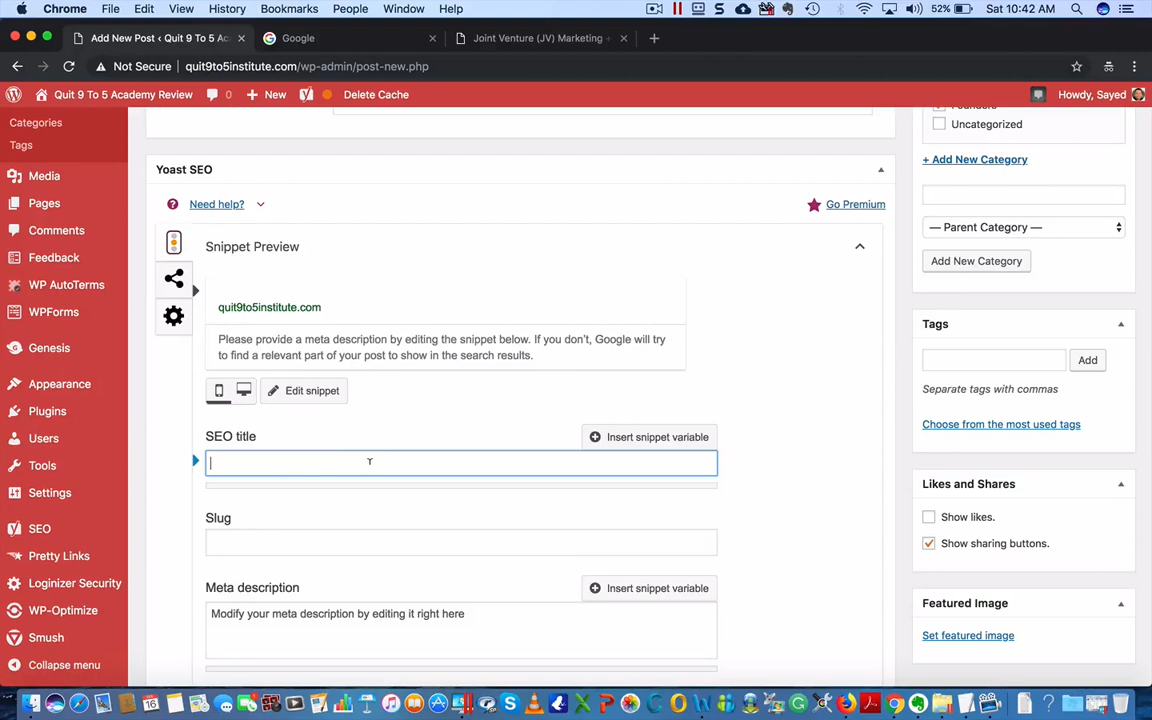 Chrome File Edit View History Bookmarks People Window Help 52% Sat 10:42 AM
Add New Post ‹ Quit 9 To 5 Ac Google Joint Venture (JV) Marketing
Not Secure quit9to5institute.com/wp-admin/post-new.php
Quit 9 To 5 Academy Review 0 New Delete Cache Howdy, Sayed
Categories
Tags
Media
Pages
Comments
Feedback
WP AutoTerms
WPForms
Genesis
Appearance
Plugins
Users
Tools
Settings
SEO
Pretty Links
Loginizer Security
WP-Optimize
Smush
Collapse menu
Yoast SEO
Need help?
Go Premium
Snippet Preview
quit9to5institute.com
Please provide a meta description by editing the snippet below. If you don't, Google will try
to find a relevant part of your post to show in the search results.
Edit snippet
SEO title
Insert snippet variable
Slug
Meta description
Insert snippet variable
Modify your meta description by editing it right here
Founders
Uncategorized
+ Add New Category
— Parent Category —
Add New Category
Tags
Add
Separate tags with commas
Choose from the most used tags
Likes and Shares
Show likes.
Show sharing buttons.
Featured Image
Set featured image